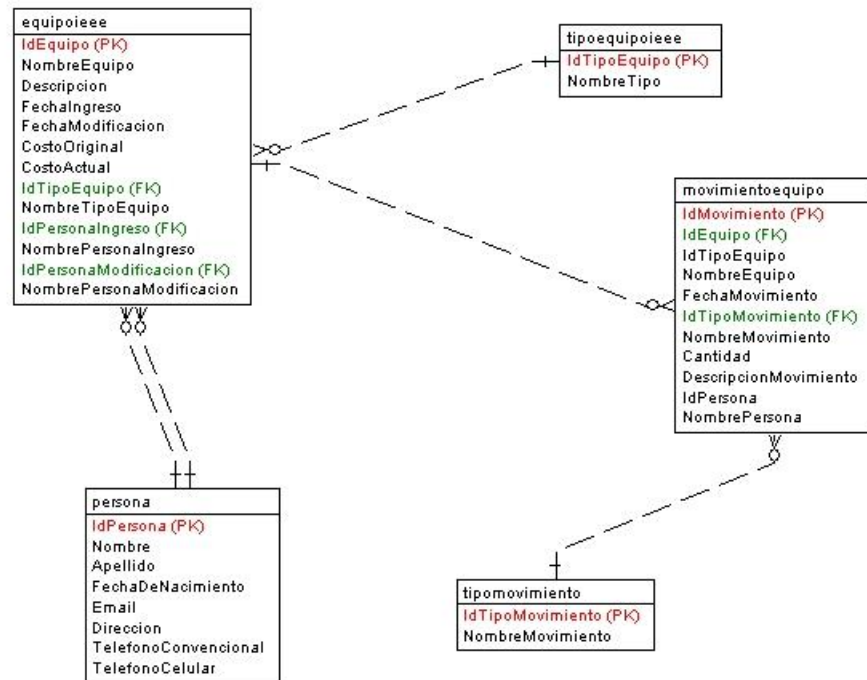 equipoieee
IdEquipo (PK)
NombreEquipo
Descripcion
FechaIngreso
FechaModificacion
CostoOriginal
CostoActual
IdTipoEquipo (FK)
NombreTipoEquipo
IdPersonaIngreso (FK)
NombrePersonaIngreso
IdPersonaModificacion (FK)
NombrePersonaModificacion
tipoequipoieee
IdTipoEquipo (PK)
NombreTipo
movimientoequipo
IdMovimiento (PK)
IdEquipo (FK)
IdTipoEquipo
NombreEquipo
FechaMovimiento
IdTipoMovimiento (FK)
NombreMovimiento
Cantidad
DescripcionMovimiento
IdPersona
NombrePersona
persona
IdPersona (PK)
Nombre
Apellido
FechaDeNacimiento
Email
Direccion
TelefonoConvencional
TelefonoCelular
tipomovimiento
IdTipoMovimiento (PK)
NombreMovimiento